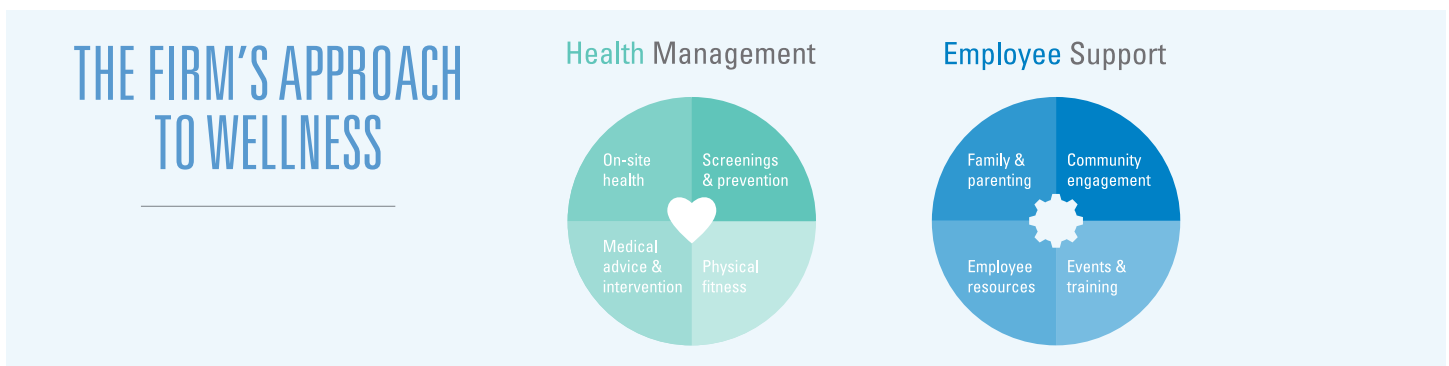 THE FIRM'S APPROACH
TO WELLNESS
Health Management
On-site
health
Screenings
& prevention
Medical
advice &
intervention
Physical
fitness
Employee Support
Family &
parenting
Community
engagement
Employee
resources
Events &
training